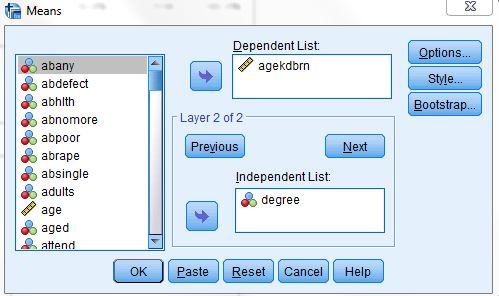 Means
abany
abdefect
abhlth
abnomore
abpoor
abrape
absingle
adults
age
aged
attend
Dependent List:
agekdbrn
Layer 2 of 2
Previous
Next
Independent List:
degree
Options...
Style...
Bootstrap...
OK
Paste
Reset
Cancel
Help